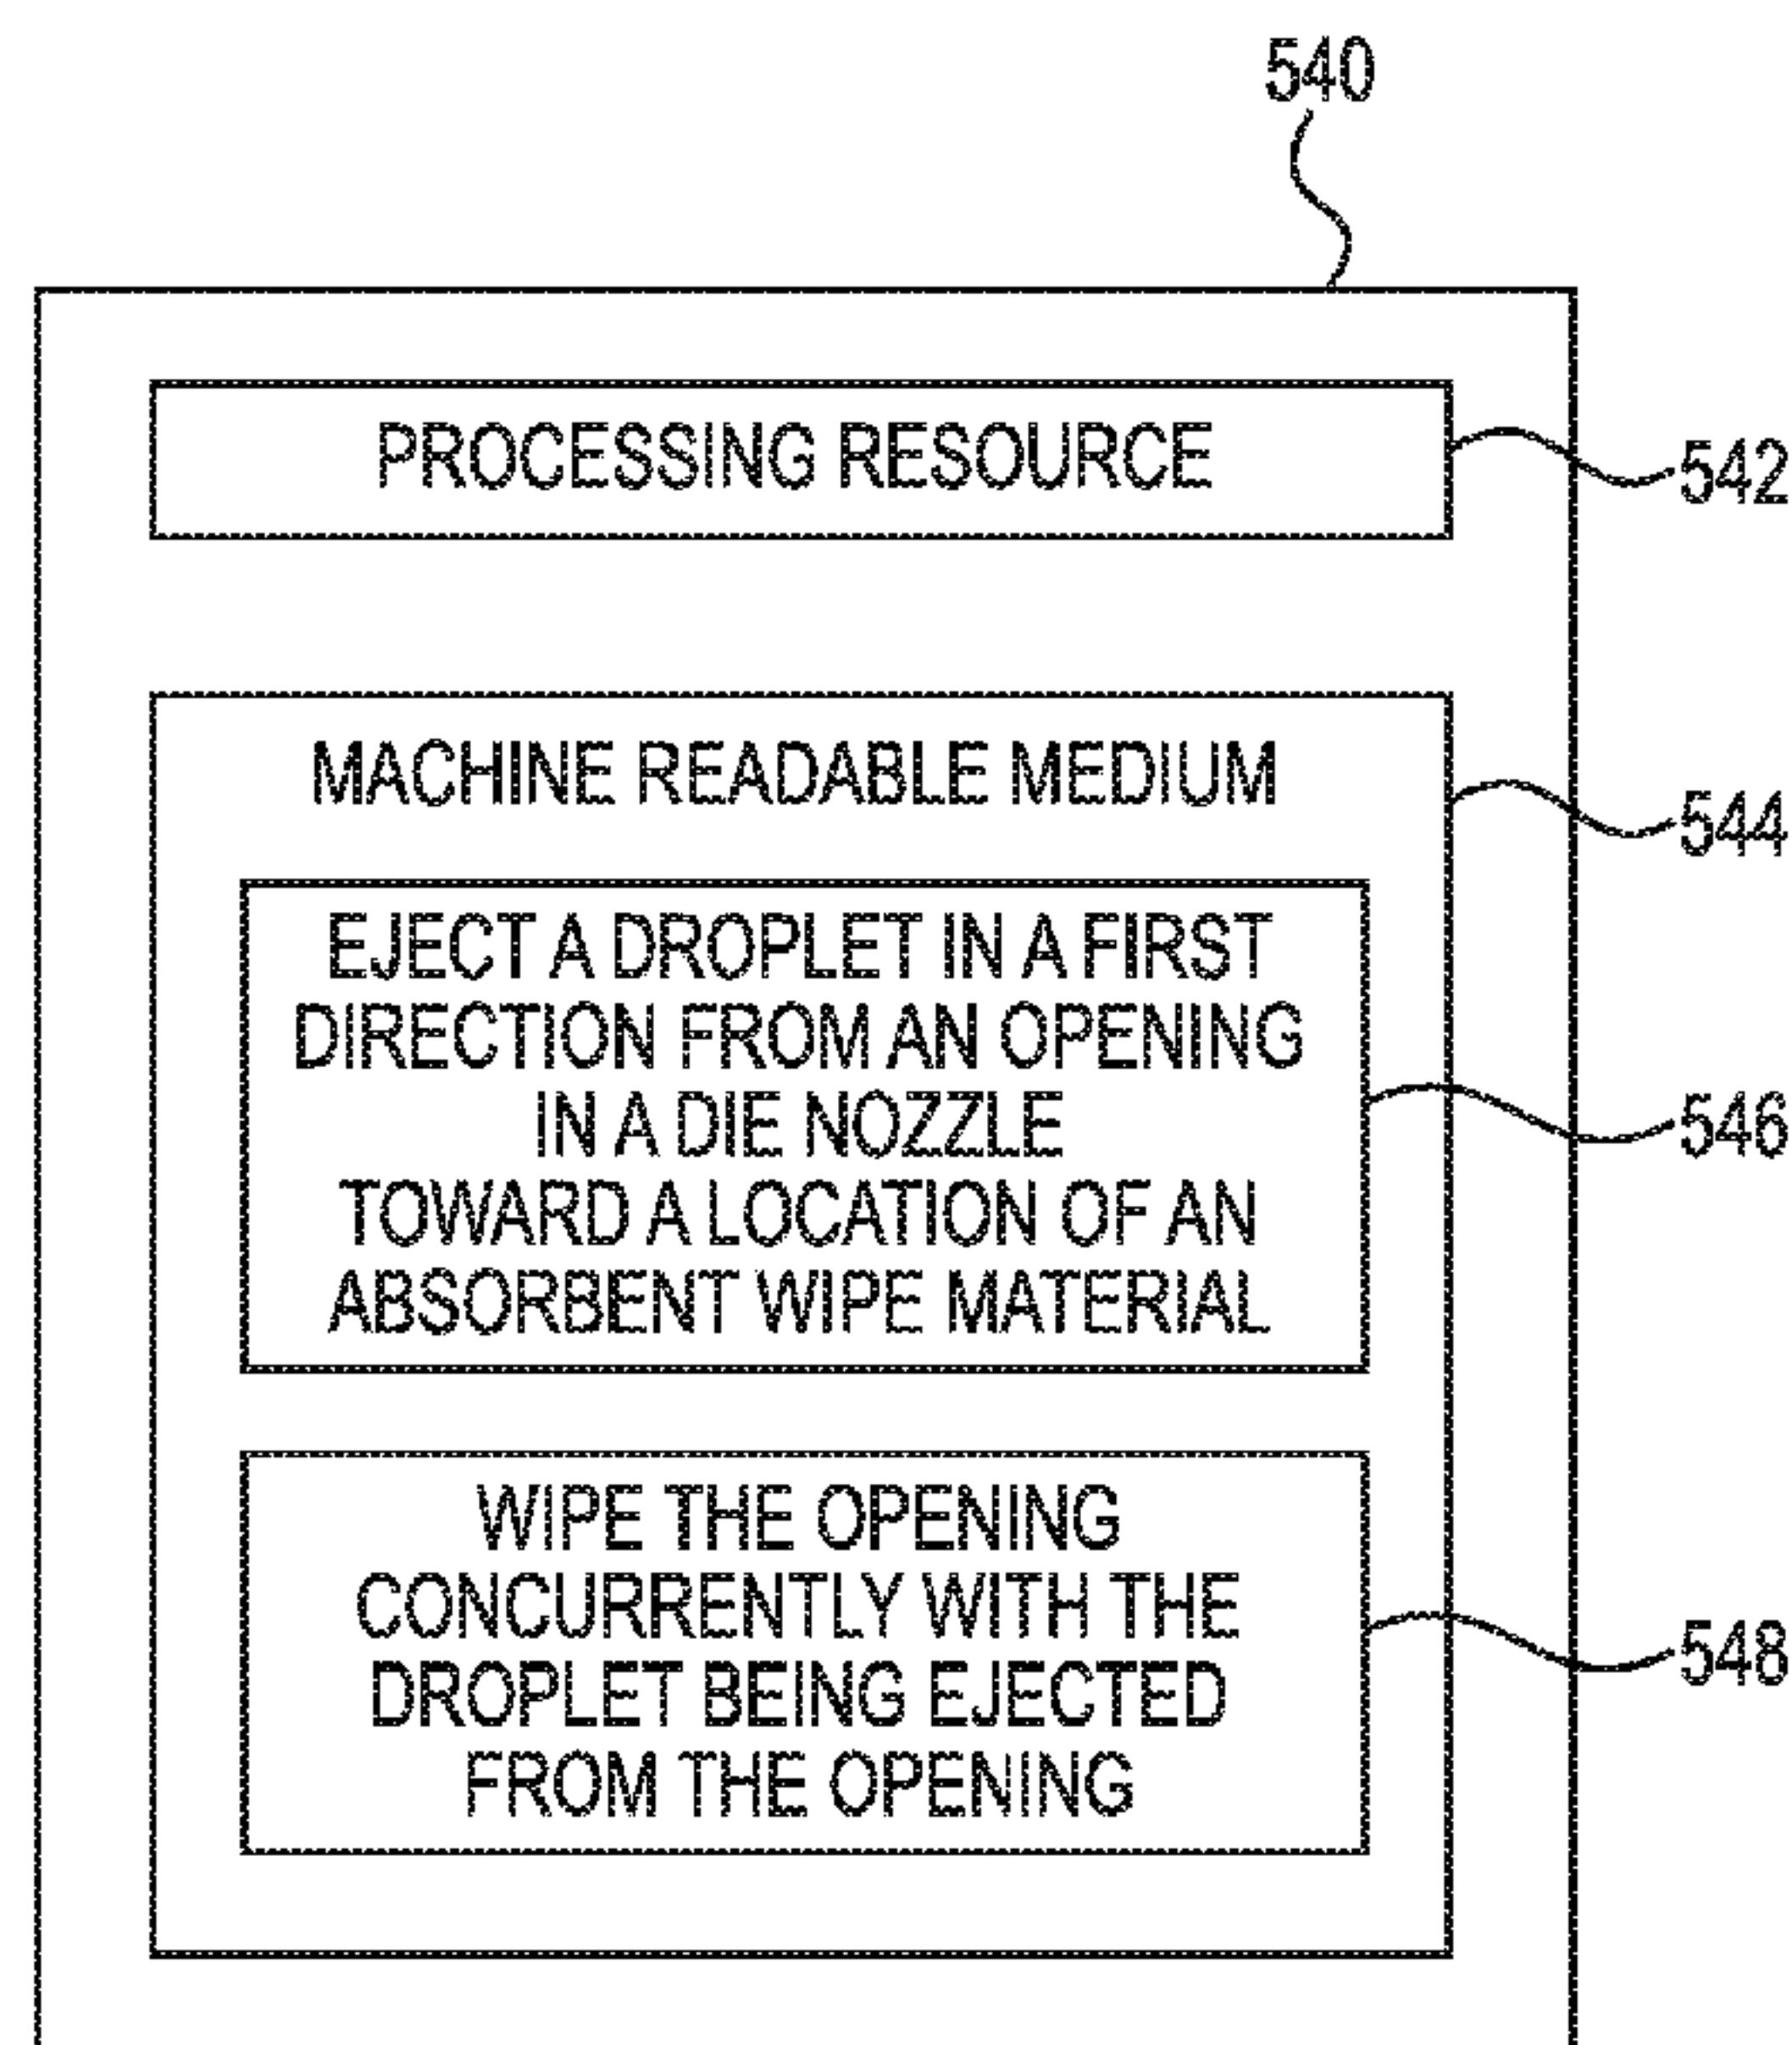 540
PROCESSING RESOURCE
542
MACHINE READABLE MEDIUM
544
EJECT A DROPLET IN A FIRST
DIRECTION FROM AN OPENING
IN A DIE NOZZLE
TOWARD A LOCATION OF AN
ABSORBENT WIPE MATERIAL
546
WIPE THE OPENING
CONCURRENTLY WITH THE
DROPLET BEING EJECTED
FROM THE OPENING
548